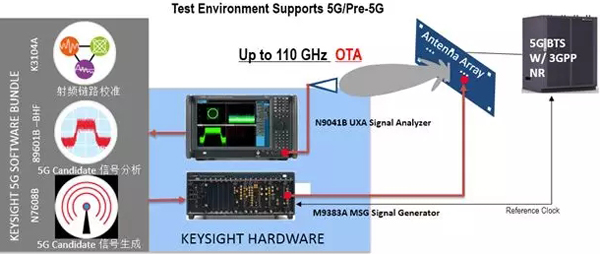 Test Environment Supports 5G/Pre-5G
Up to 110 GHz OTA
Antenna Array
5G BTS
W/ 3GPP
NR
KEYSIGHT 5G SOFTWARE BUNDLE
K3104A
射频链路校准
N9041B UXA Signal Analyzer
89601B –BHF
5G Candidate 信号分析
N7608B
M9383A MSG Signal Generator
Reference Clock
5G Candidate 信号生成
KEYSIGHT HARDWARE